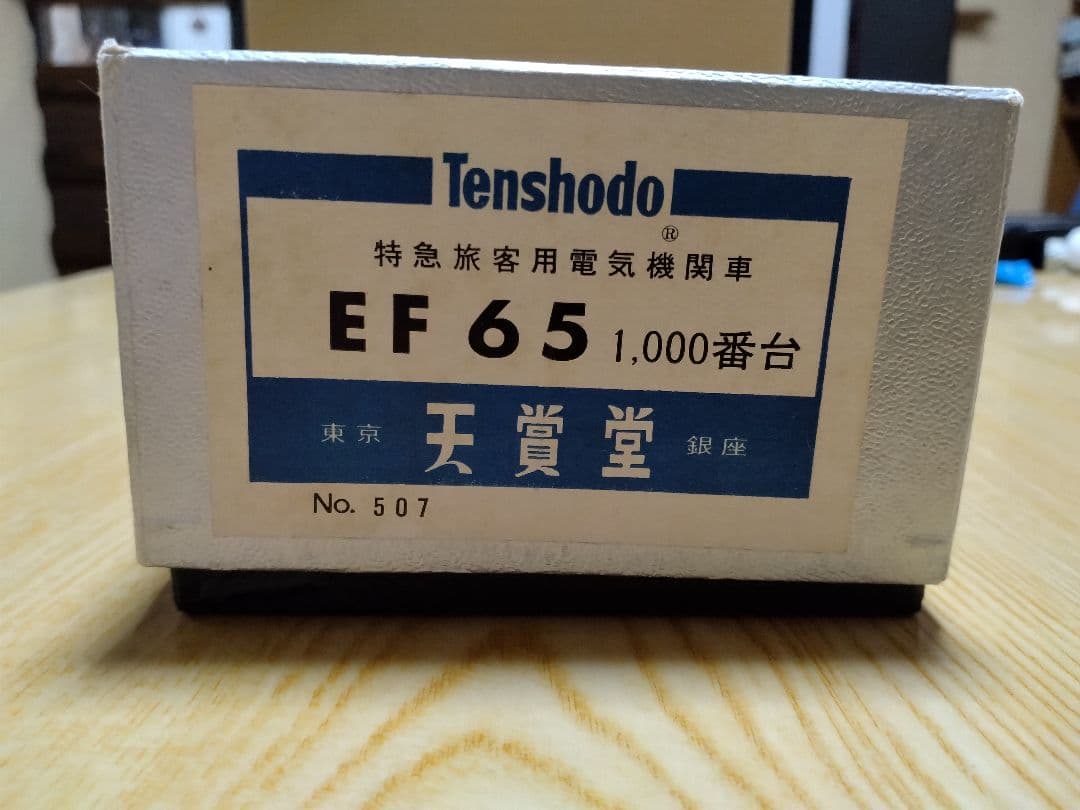 Tenshodo
®
特急旅客用電気機関車
EF 65 1,000番台
東京 天賞堂 銀座
No. 507